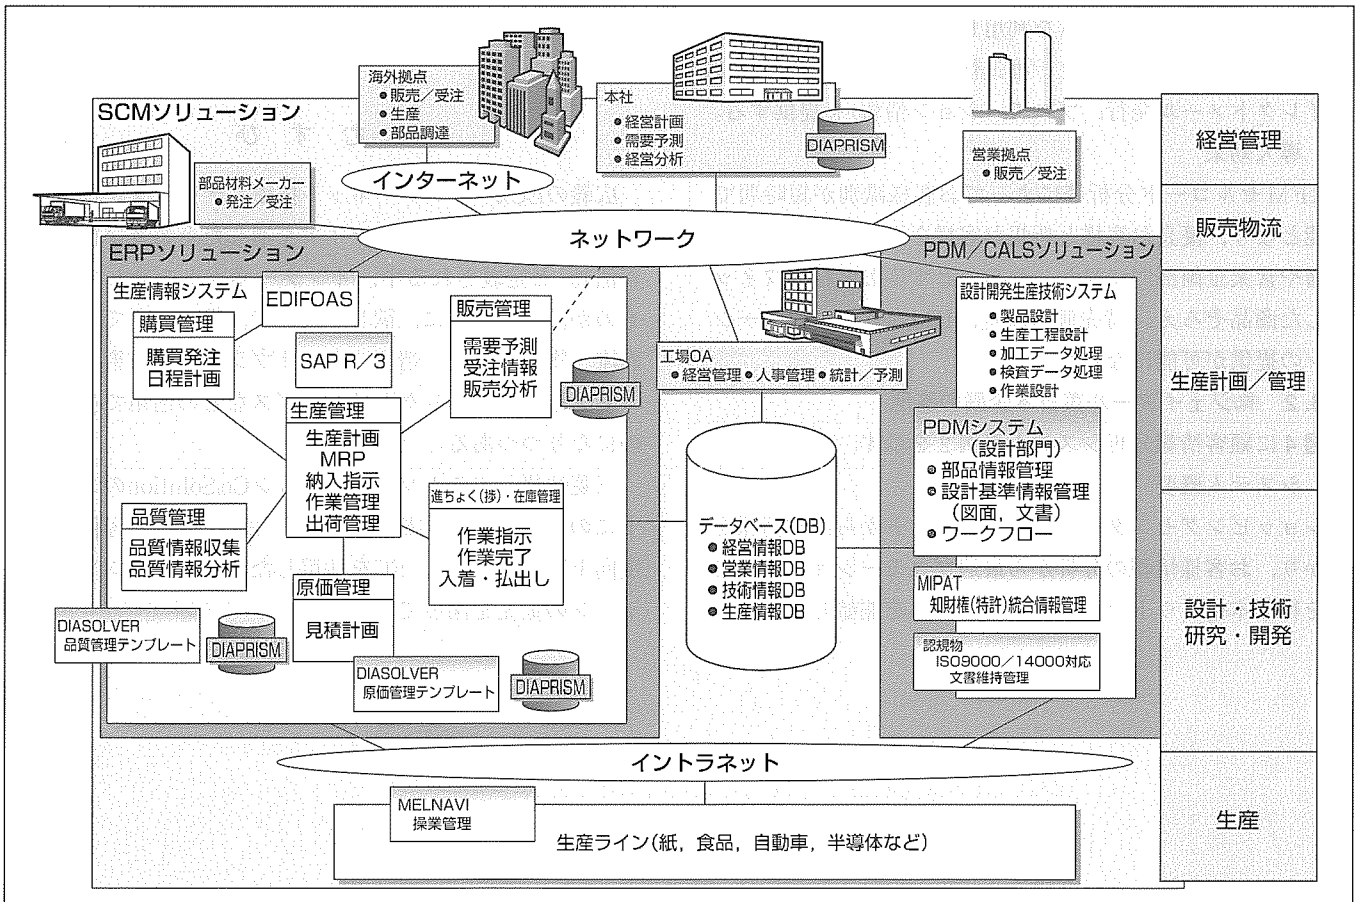 SCMソリューション
海外拠点
●販売／受注
●生産
●部品調達
本社
●経営計画
●需要予測
●経営分析
DIAPRISM
営業拠点
●販売／受注
部品材料メーカー
●発注／受注
インターネット
ネットワーク
経営管理
販売物流
生産計画／管理
設計・技術
研究・開発
生産
ERPソリューション
生産情報システム
EDIFOAS
購買管理
購買発注
日程計画
SAP R／3
販売管理
需要予測
受注情報
販売分析
DIAPRISM
生産管理
生産計画
MRP
納入指示
作業管理
出荷管理
品質管理
品質情報収集
品質情報分析
進ちょく(捗)・在庫管理
作業指示
作業完了
入着・払出し
原価管理
見積計画
DIASOLVER
品質管理テンプレート
DIAPRISM
DIASOLVER
原価管理テンプレート
DIAPRISM
工場OA
●経営管理●人事管理●統計／予測
データベース(DB)
●経営情報DB
●営業情報DB
●技術情報DB
●生産情報DB
PDM／CALSソリューション
設計開発生産技術システム
●製品設計
●生産工程設計
●加工データ処理
●検査データ処理
●作業設計
PDMシステム
(設計部門)
●部品情報管理
●設計基準情報管理
(図面，文書)
●ワークフロー
MIPAT
知財権(特許)統合情報管理
認規物
ISO9000／14000対応
文書維持管理
イントラネット
MELNAVI
操業管理
生産ライン(紙，食品，自動車，半導体など)